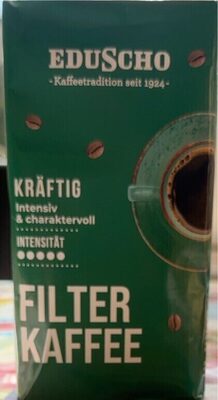 EDUSCHO
- Kaffeetradition seit 1924 -
KRÄFTIG
Intensiv
& charaktervoll
INTENSITÄT
FILTER
KAFFEE